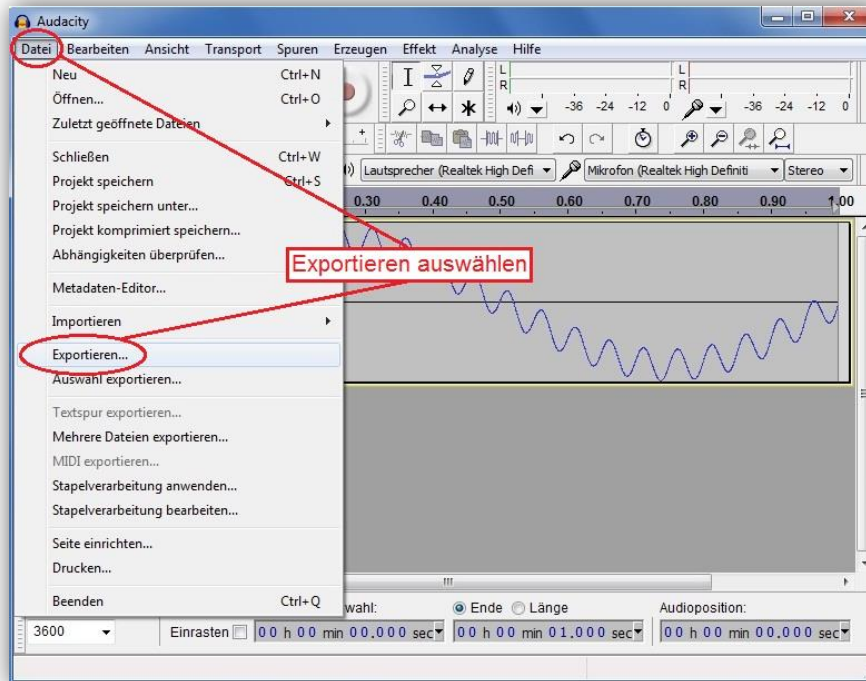 Audacity
Datei Bearbeiten Ansicht Transport Spuren Erzeugen Effekt Analyse Hilfe
Neu Ctrl+N
Öffnen... Ctrl+O
Zuletzt geöffnete Dateien
Schließen Ctrl+W
Projekt speichern Ctrl+S
Projekt speichern unter...
Projekt komprimiert speichern...
Abhängigkeiten überprüfen...
Metadaten-Editor...
Importieren
Exportieren...
Auswahl exportieren...
Textspur exportieren...
Mehrere Dateien exportieren...
MIDI exportieren...
Stapelverarbeitung anwenden...
Stapelverarbeitung bearbeiten...
Seite einrichten...
Drucken...
Beenden Ctrl+Q
L L
R R
-36 -24 -12 0 -36 -24 -12 0
Lautsprecher (Realtek High Defi Mikrofon (Realtek High Definiti Stereo
0.30 0.40 0.50 0.60 0.70 0.80 0.90 1.00
Exportieren auswählen
wahl: Ende Länge Audioposition:
3600 Einrasten 00 h 00 min 00.000 sec 00 h 00 min 01.000 sec 00 h 00 min 00.000 sec